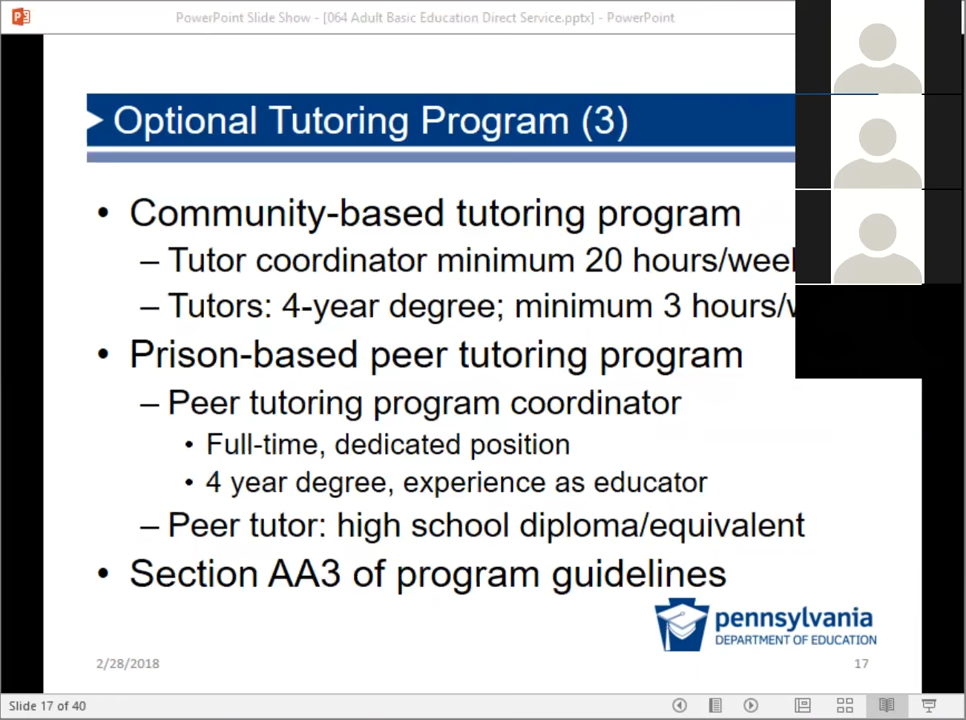 PowerPoint Slide Show - [064 Adult Basic Education Direct Service.pptx] - PowerPoint
Optional Tutoring Program (3)
• Community-based tutoring program
– Tutor coordinator minimum 20 hours/week
– Tutors: 4-year degree; minimum 3 hours/
• Prison-based peer tutoring program
– Peer tutoring program coordinator
• Full-time, dedicated position
• 4 year degree, experience as educator
– Peer tutor: high school diploma/equivalent
• Section AA3 of program guidelines
pennsylvania
DEPARTMENT OF EDUCATION
2/28/2018
17
Slide 17 of 40